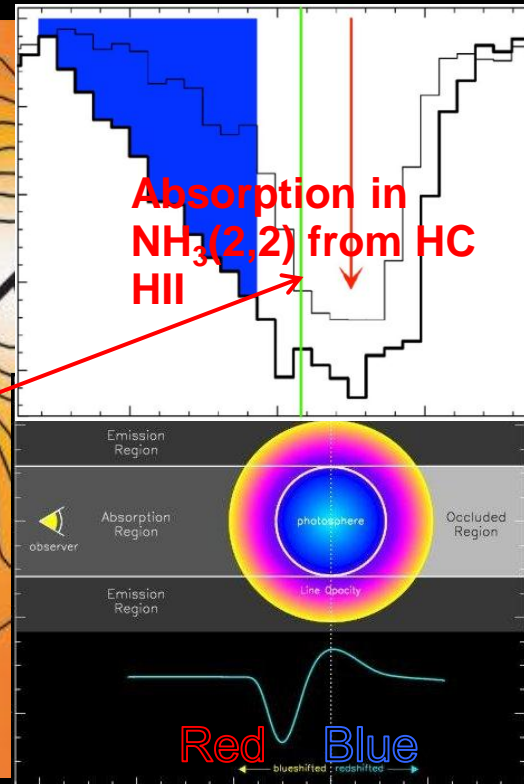 Absorption in
NH₃(2,2) from HC
HII
Emission
Region
Absorption
Region
observer
photosphere
Occluded
Region
Line Opacity
Emission
Region
Red Blue
blueshifted redshifted